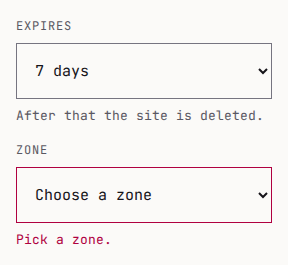 EXPIRES
7 days
After that the site is deleted.
ZONE
Choose a zone
Pick a zone.